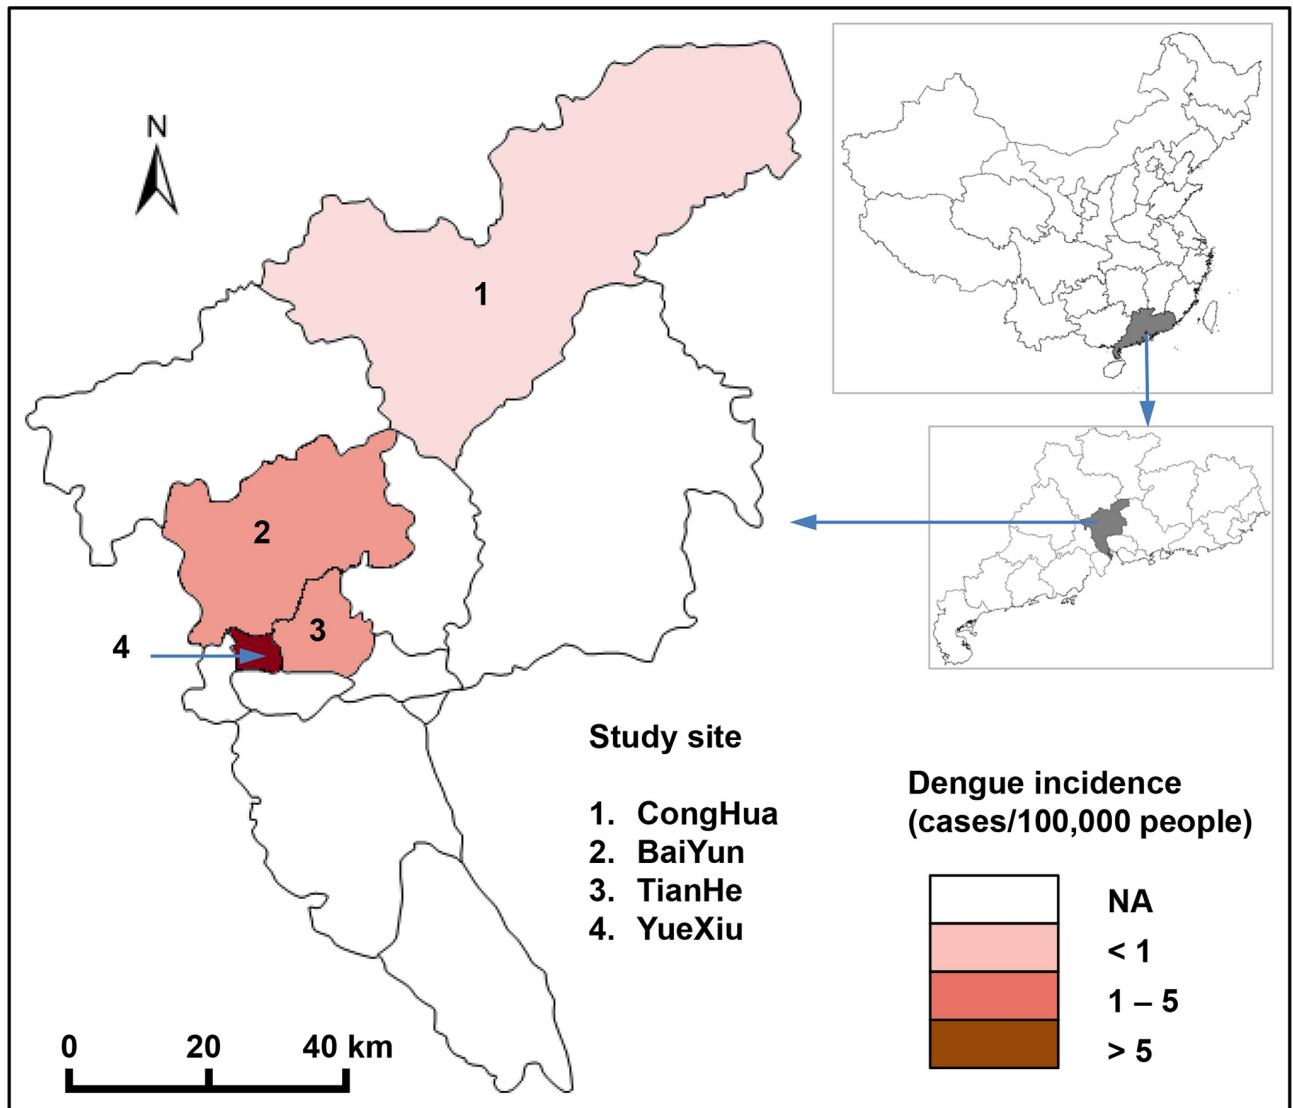 N
1
2
3
4
Study site
1. CongHua
2. BaiYun
3. TianHe
4. YueXiu
Dengue incidence
(cases/100,000 people)
NA
< 1
1 – 5
> 5
0 20 40 km